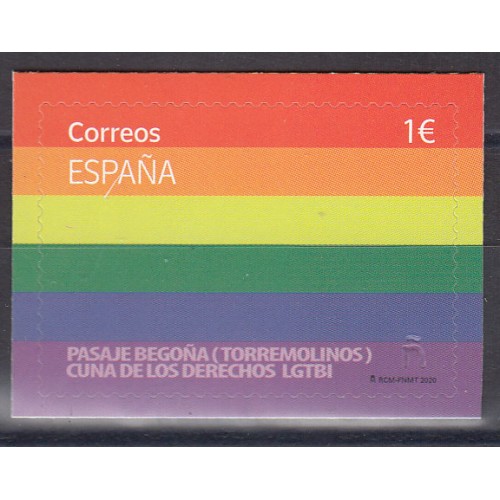 Correos
1€
ESPAÑA
PASAJE BEGOÑA (TORREMOLINOS)
CUNA DE LOS DERECHOS LGTBI
RCM-FNMT 2020